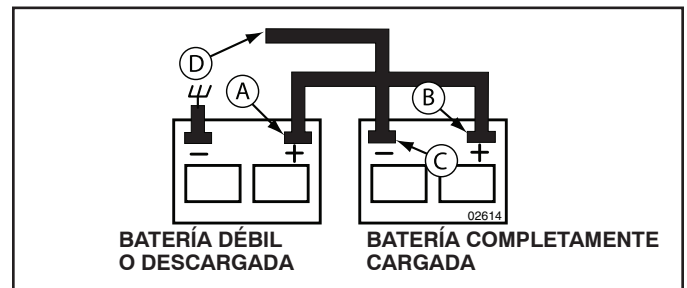 D
A
B
C
− + − +
02614
BATERÍA DÉBIL
O DESCARGADA
BATERÍA COMPLETAMENTE
CARGADA